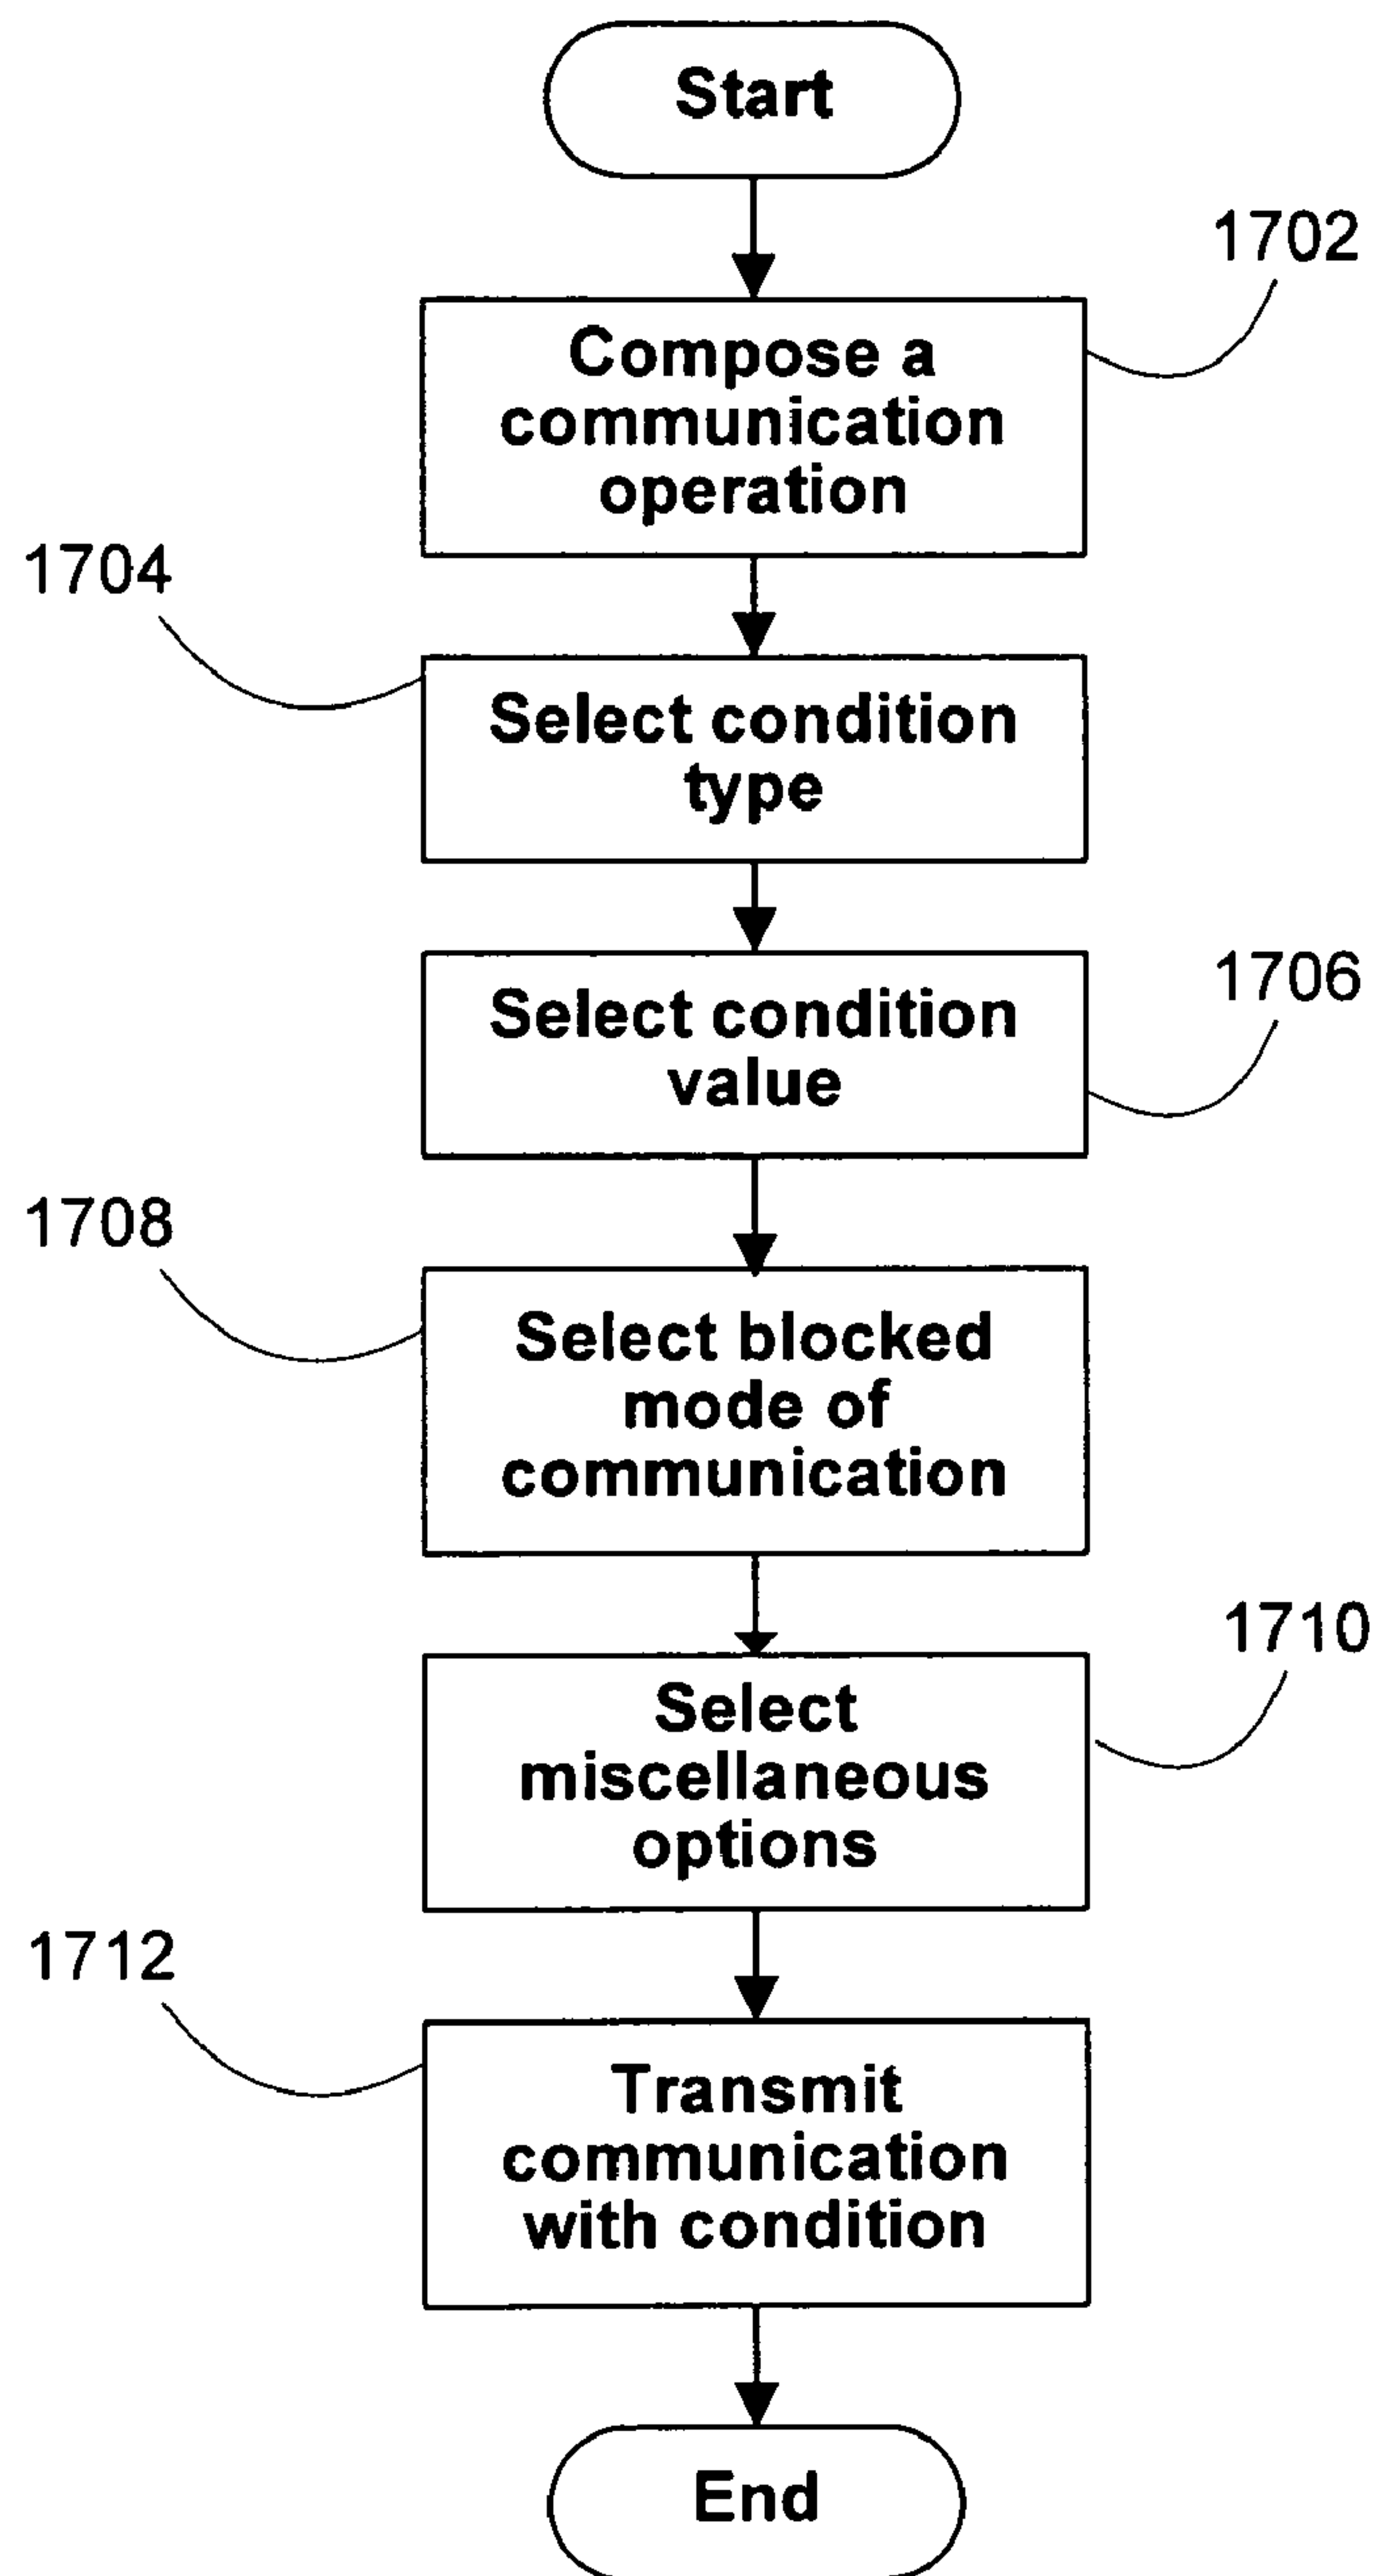 Start
1702
Compose a
communication
operation
1704
Select condition
type
1706
Select condition
value
1708
Select blocked
mode of
communication
1710
Select
miscellaneous
options
1712
Transmit
communication
with condition
End